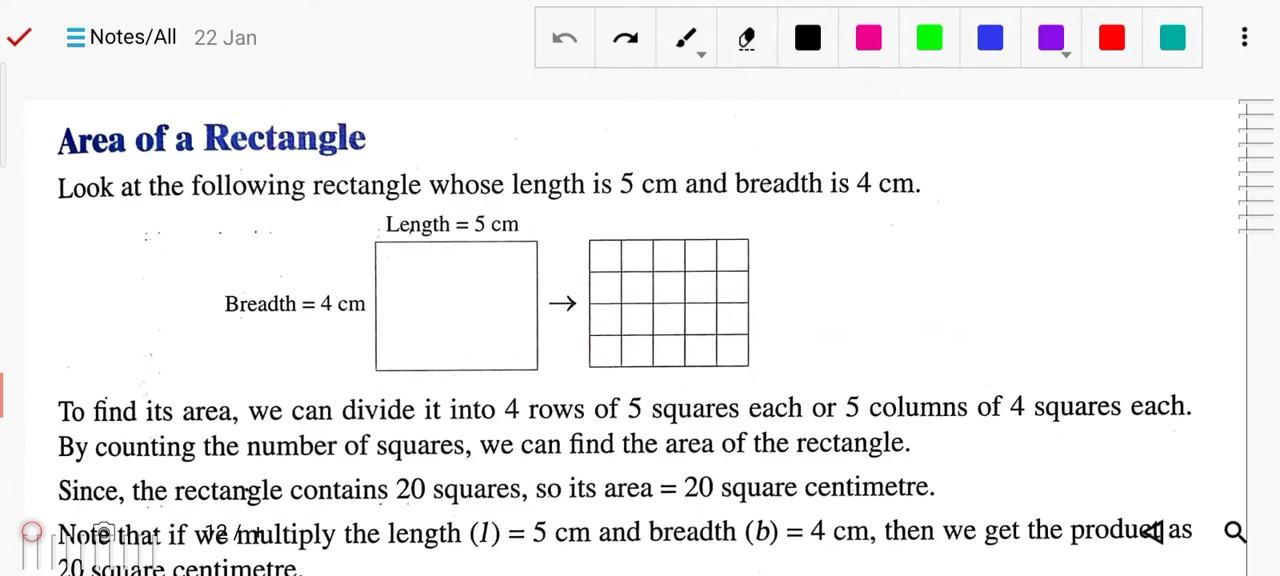 Notes/All 22 Jan
Area of a Rectangle
Look at the following rectangle whose length is 5 cm and breadth is 4 cm.
Length = 5 cm
Breadth = 4 cm
To find its area, we can divide it into 4 rows of 5 squares each or 5 columns of 4 squares each.
By counting the number of squares, we can find the area of the rectangle.
Since, the rectangle contains 20 squares, so its area = 20 square centimetre.
Note that if we multiply the length (l) = 5 cm and breadth (b) = 4 cm, then we get the product as
20 square centimetre.